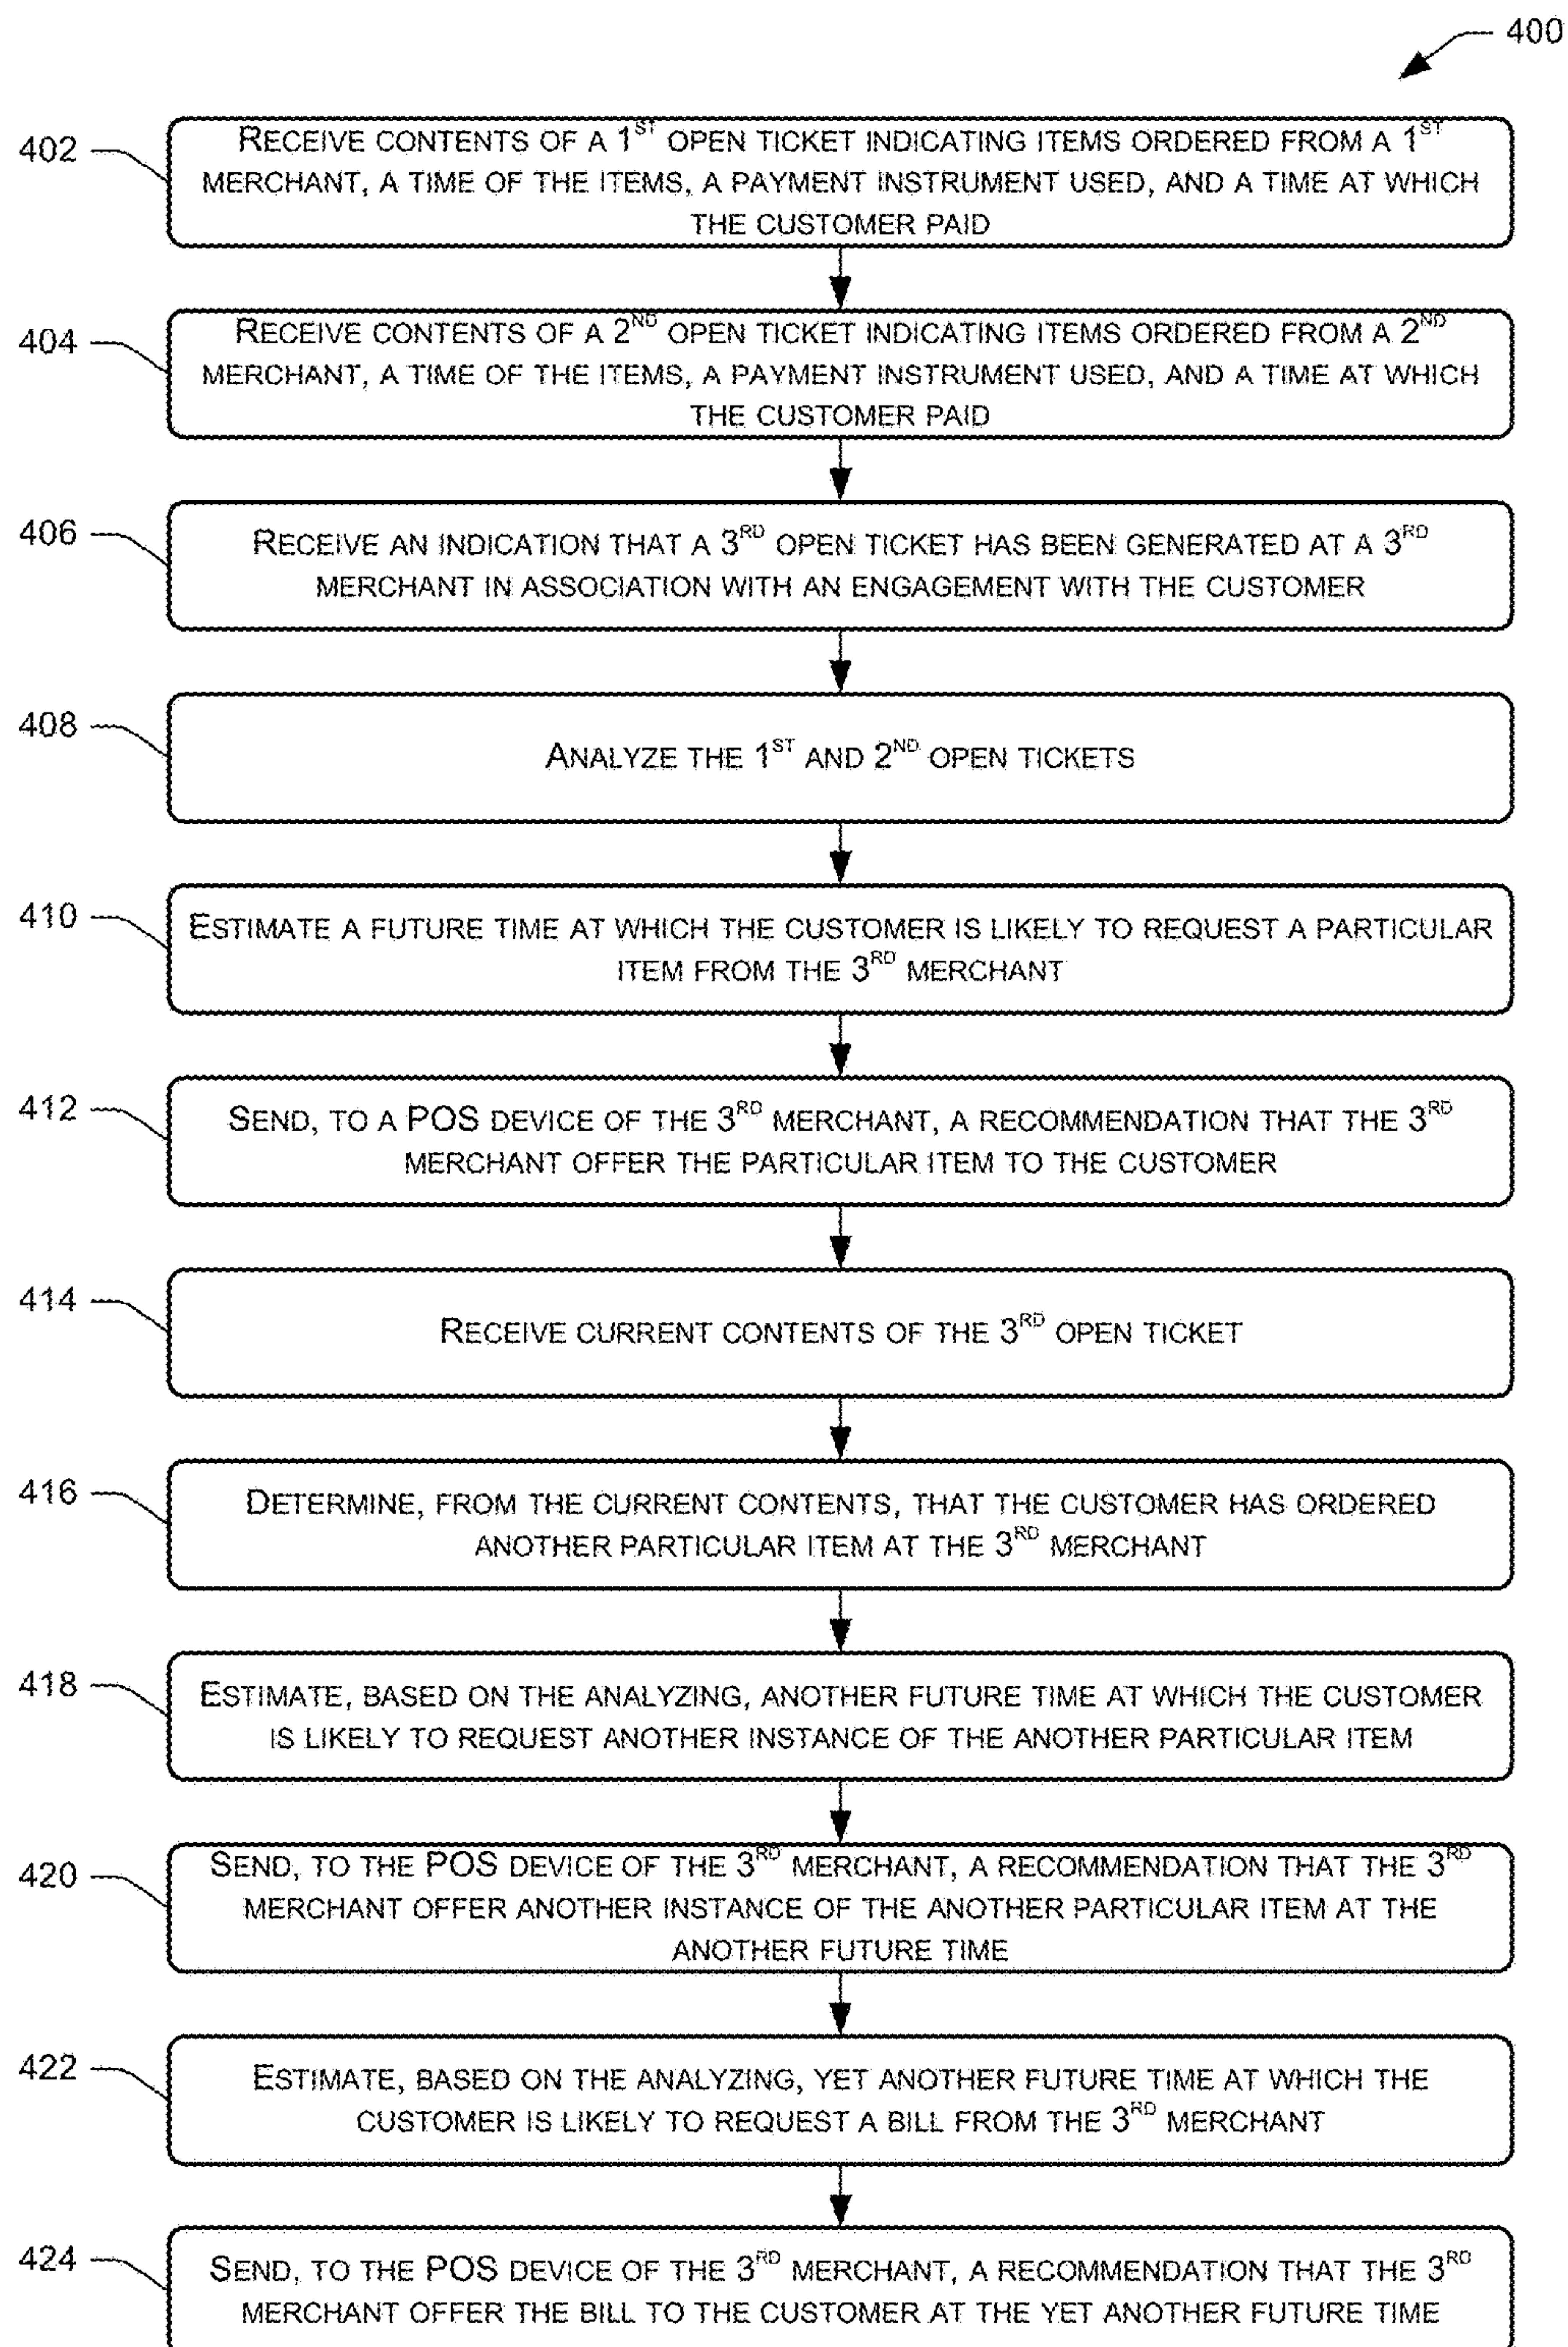 400
402
RECEIVE CONTENTS OF A 1ST OPEN TICKET INDICATING ITEMS ORDERED FROM A 1ST
MERCHANT, A TIME OF THE ITEMS, A PAYMENT INSTRUMENT USED, AND A TIME AT WHICH
THE CUSTOMER PAID
404
RECEIVE CONTENTS OF A 2ND OPEN TICKET INDICATING ITEMS ORDERED FROM A 2ND
MERCHANT, A TIME OF THE ITEMS, A PAYMENT INSTRUMENT USED, AND A TIME AT WHICH
THE CUSTOMER PAID
406
RECEIVE AN INDICATION THAT A 3RD OPEN TICKET HAS BEEN GENERATED AT A 3RD
MERCHANT IN ASSOCIATION WITH AN ENGAGEMENT WITH THE CUSTOMER
408
ANALYZE THE 1ST AND 2ND OPEN TICKETS
410
ESTIMATE A FUTURE TIME AT WHICH THE CUSTOMER IS LIKELY TO REQUEST A PARTICULAR
ITEM FROM THE 3RD MERCHANT
412
SEND, TO A POS DEVICE OF THE 3RD MERCHANT, A RECOMMENDATION THAT THE 3RD
MERCHANT OFFER THE PARTICULAR ITEM TO THE CUSTOMER
414
RECEIVE CURRENT CONTENTS OF THE 3RD OPEN TICKET
416
DETERMINE, FROM THE CURRENT CONTENTS, THAT THE CUSTOMER HAS ORDERED
ANOTHER PARTICULAR ITEM AT THE 3RD MERCHANT
418
ESTIMATE, BASED ON THE ANALYZING, ANOTHER FUTURE TIME AT WHICH THE CUSTOMER
IS LIKELY TO REQUEST ANOTHER INSTANCE OF THE ANOTHER PARTICULAR ITEM
420
SEND, TO THE POS DEVICE OF THE 3RD MERCHANT, A RECOMMENDATION THAT THE 3RD
MERCHANT OFFER ANOTHER INSTANCE OF THE ANOTHER PARTICULAR ITEM AT THE
ANOTHER FUTURE TIME
422
ESTIMATE, BASED ON THE ANALYZING, YET ANOTHER FUTURE TIME AT WHICH THE
CUSTOMER IS LIKELY TO REQUEST A BILL FROM THE 3RD MERCHANT
424
SEND, TO THE POS DEVICE OF THE 3RD MERCHANT, A RECOMMENDATION THAT THE 3RD
MERCHANT OFFER THE BILL TO THE CUSTOMER AT THE YET ANOTHER FUTURE TIME